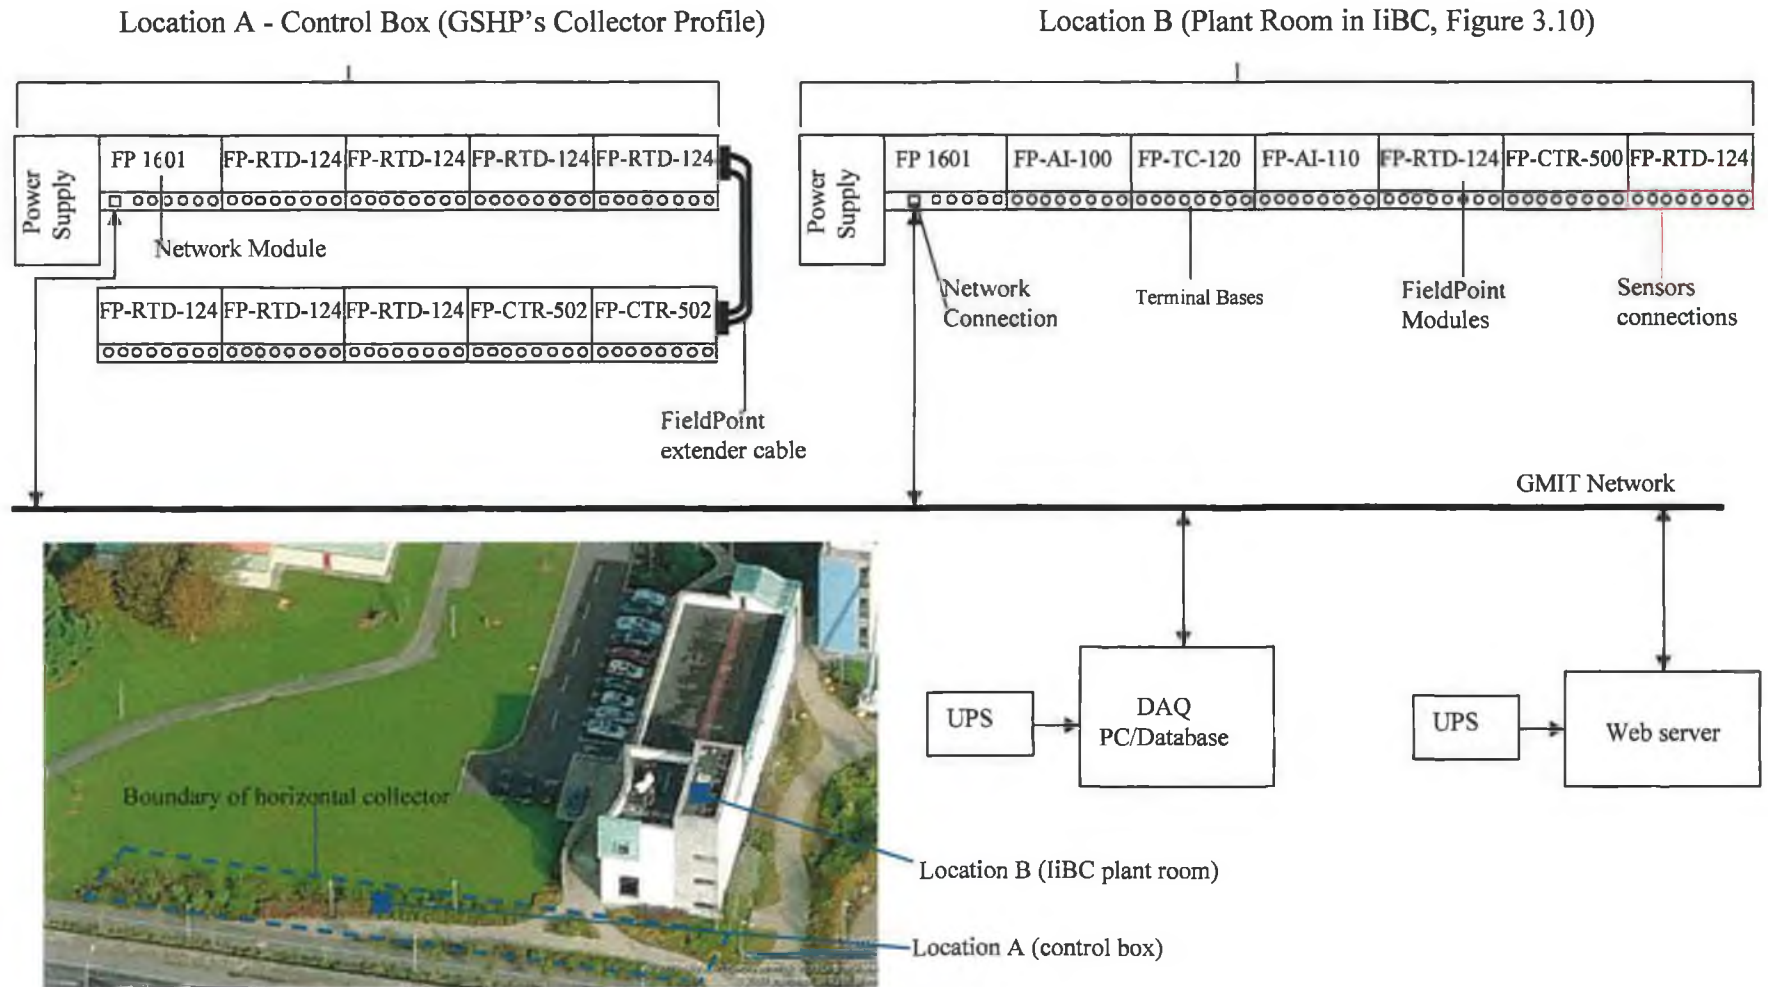 Location A - Control Box (GSHP's Collector Profile)
Location B (Plant Room in IiBC, Figure 3.10)
Power
Supply
FP 1601
FP-RTD-124
FP-RTD-124
FP-RTD-124
FP-RTD-124
Network Module
FP-RTD-124
FP-RTD-124
FP-RTD-124
FP-CTR-502
FP-CTR-502
FieldPoint
extender cable
Power
Supply
FP 1601
FP-AI-100
FP-TC-120
FP-AI-110
FP-RTD-124
FP-CTR-500
FP-RTD-124
Network
Connection
Terminal Bases
FieldPoint
Modules
Sensors
connections
GMIT Network
UPS
DAQ
PC/Database
UPS
Web server
Boundary of horizontal collector
Location B (IiBC plant room)
Location A (control box)